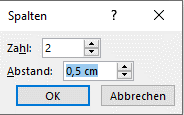 Spalten ? X
Zahl: 2
Abstand: 0,5 cm
OK Abbrechen